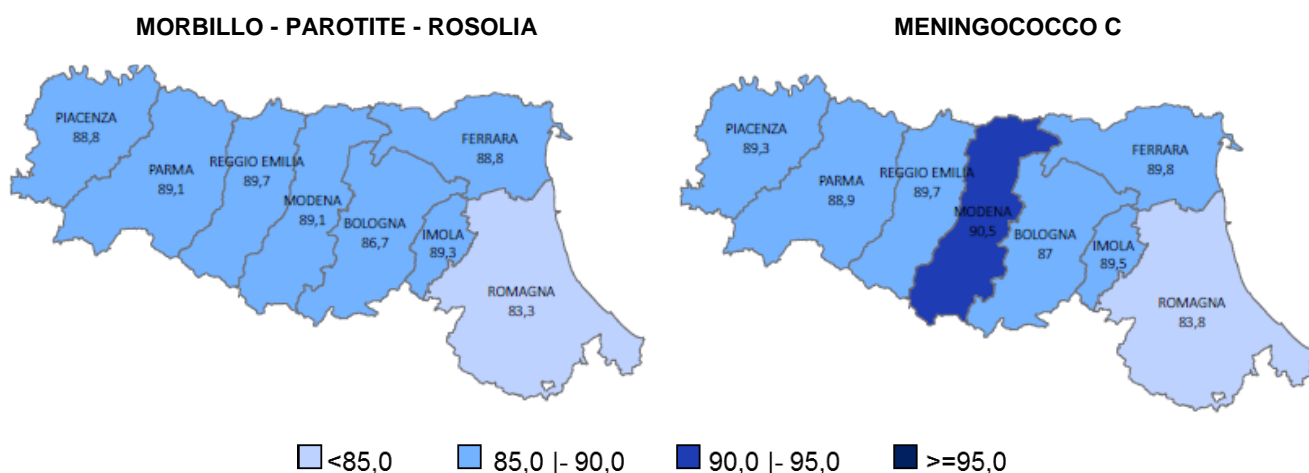 MORBILLO - PAROTITE - ROSOLIA
PIACENZA
88,8
PARMA
89,1
REGGIO EMILIA
89,7
MODENA
89,1
BOLOGNA
86,7
IMOLA
89,3
FERRARA
88,8
ROMAGNA
83,3
MENINGOCOCCO C
PIACENZA
89,3
PARMA
88,9
REGGIO EMILIA
89,7
MODENA
90,5
BOLOGNA
87
IMOLA
89,5
FERRARA
89,8
ROMAGNA
83,8
<85,0 85,0 |- 90,0 90,0 |- 95,0 >=95,0